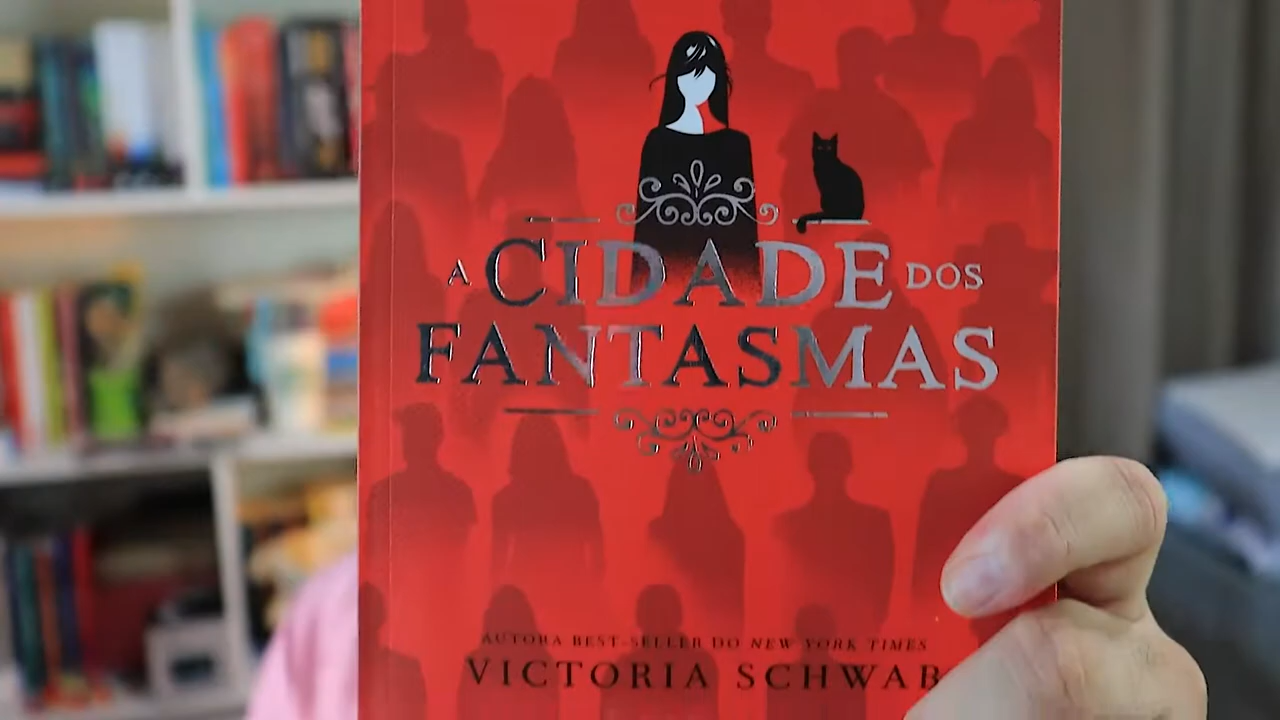 A CIDADE DOS
FANTASMAS
AUTORA BEST-SELLER DO NEW YORK TIMES
VICTORIA SCHWAB